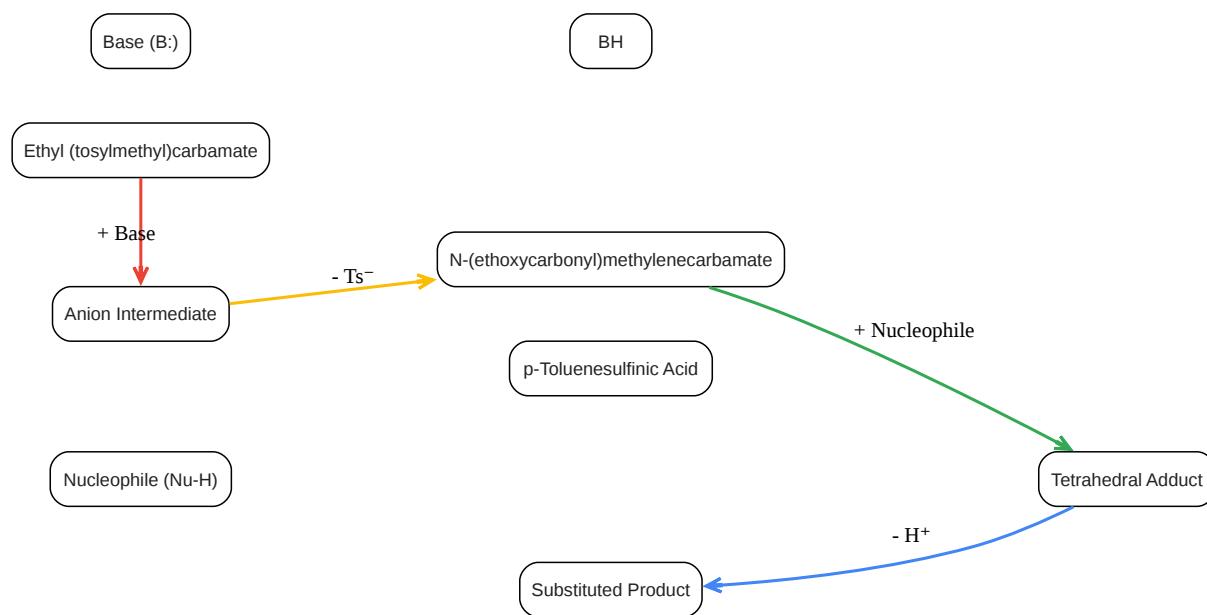 Base (B:)
BH
Ethyl (tosylmethyl)carbamate
+ Base
N-(ethoxycarbonyl)methylenecarbamate
- Ts⁻
Anion Intermediate
+ Nucleophile
p-Toluenesulfinic Acid
Nucleophile (Nu-H)
Tetrahedral Adduct
- H⁺
Substituted Product